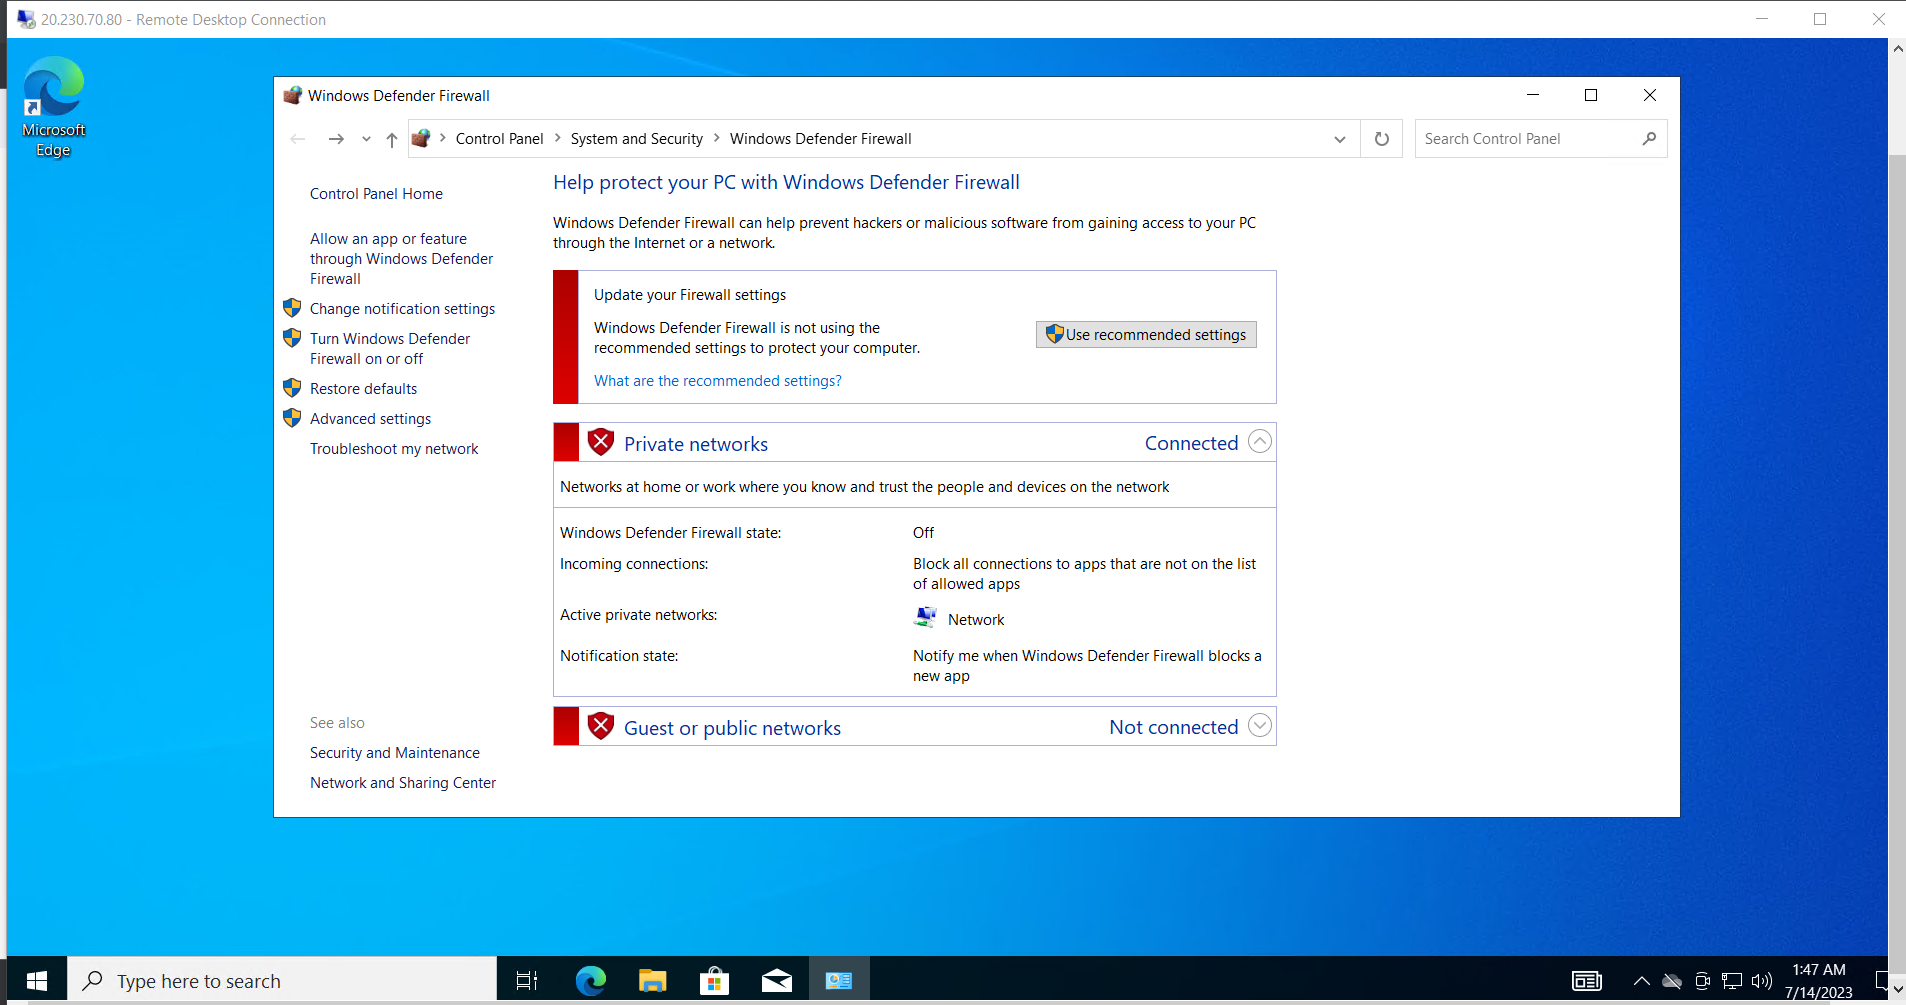 20.230.70.80 - Remote Desktop Connection
Microsoft
Edge
Windows Defender Firewall
Control Panel
System and Security
Windows Defender Firewall
Search Control Panel
Control Panel Home
Allow an app or feature
through Windows Defender
Firewall
Change notification settings
Turn Windows Defender
Firewall on or off
Restore defaults
Advanced settings
Troubleshoot my network
See also
Security and Maintenance
Network and Sharing Center
Help protect your PC with Windows Defender Firewall
Windows Defender Firewall can help prevent hackers or malicious software from gaining access to your PC
through the Internet or a network.
Update your Firewall settings
Windows Defender Firewall is not using the
recommended settings to protect your computer.
Use recommended settings
What are the recommended settings?
Private networks Connected
Networks at home or work where you know and trust the people and devices on the network
Windows Defender Firewall state: Off
Incoming connections: Block all connections to apps that are not on the list
of allowed apps
Active private networks: Network
Notification state: Notify me when Windows Defender Firewall blocks a
new app
Guest or public networks Not connected
Type here to search
1:47 AM
7/14/2023